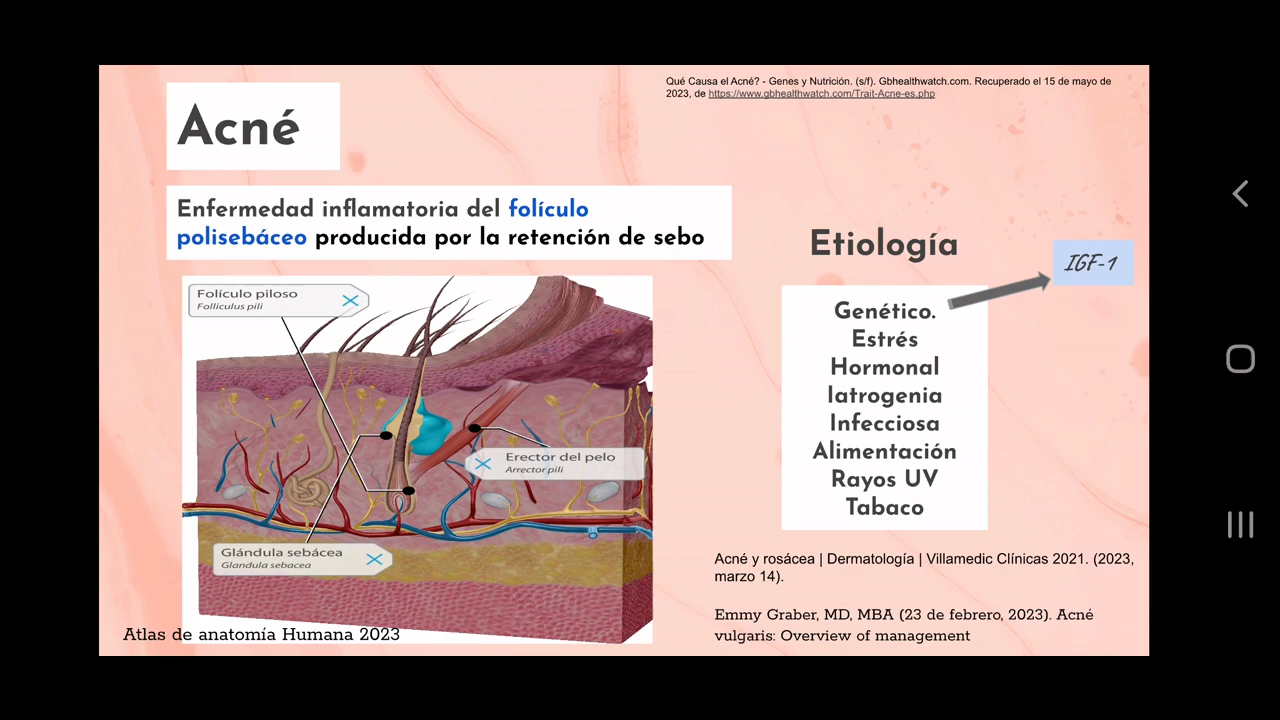 Qué Causa el Acné? - Genes y Nutrición. (s/f). Gbhealthwatch.com. Recuperado el 15 de mayo de
2023, de https://www.gbhealthwatch.com/Trait-Acne-es.php
Acné
Enfermedad inflamatoria del folículo
polisebáceo producida por la retención de sebo
Folículo piloso
Folliculus pili
Erector del pelo
Arrector pili
Glándula sebácea
Glandula sebacea
Atlas de anatomía Humana 2023
Etiología
IGF-1
Genético.
Estrés
Hormonal
Iatrogenia
Infecciosa
Alimentación
Rayos UV
Tabaco
Acné y rosácea | Dermatología | Villamedic Clínicas 2021. (2023,
marzo 14).
Emmy Graber, MD, MBA (23 de febrero, 2023). Acné
vulgaris: Overview of management